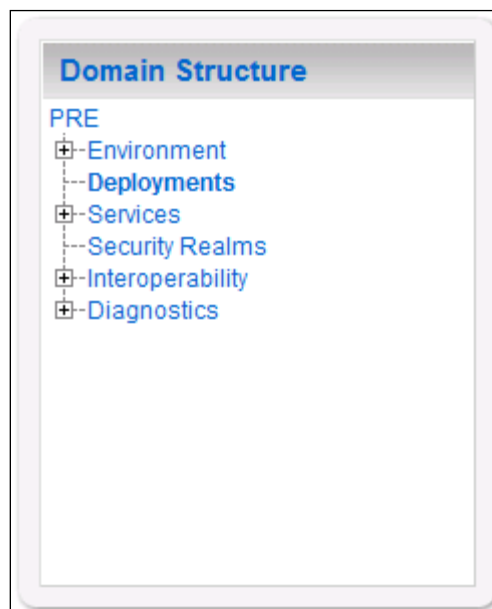 Domain Structure
PRE
Environment
Deployments
Services
Security Realms
Interoperability
Diagnostics